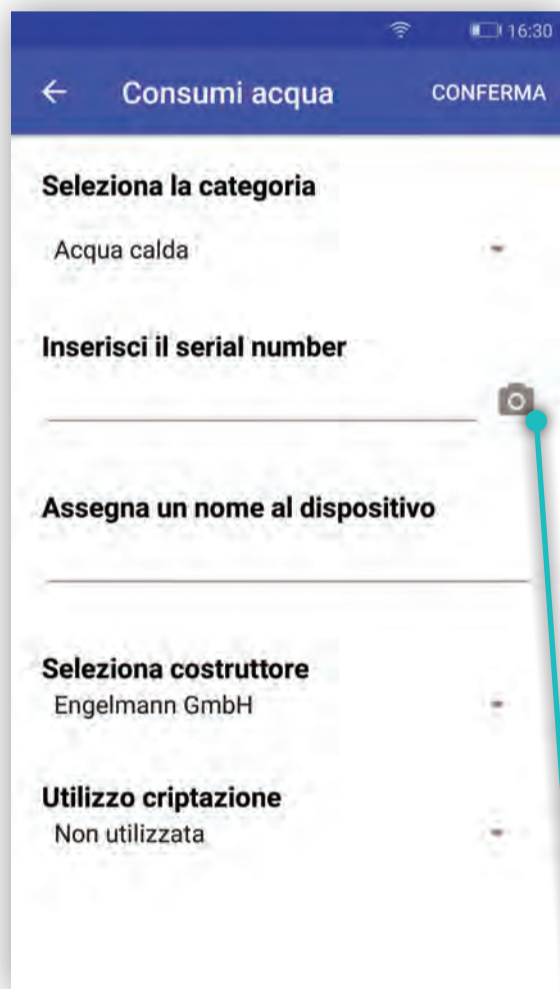 16:30
Consumi acqua CONFERMA
Seleziona la categoria
Acqua calda
Inserisci il serial number
Assegna un nome al dispositivo
Seleziona costruttore
Engelmann GmbH
Utilizzo criptazione
Non utilizzata